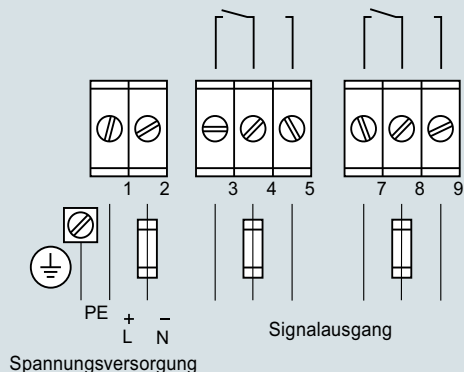 1 2 3 4 5 7 8 9
PE
+ −
L N
Signalausgang
Spannungsversorgung